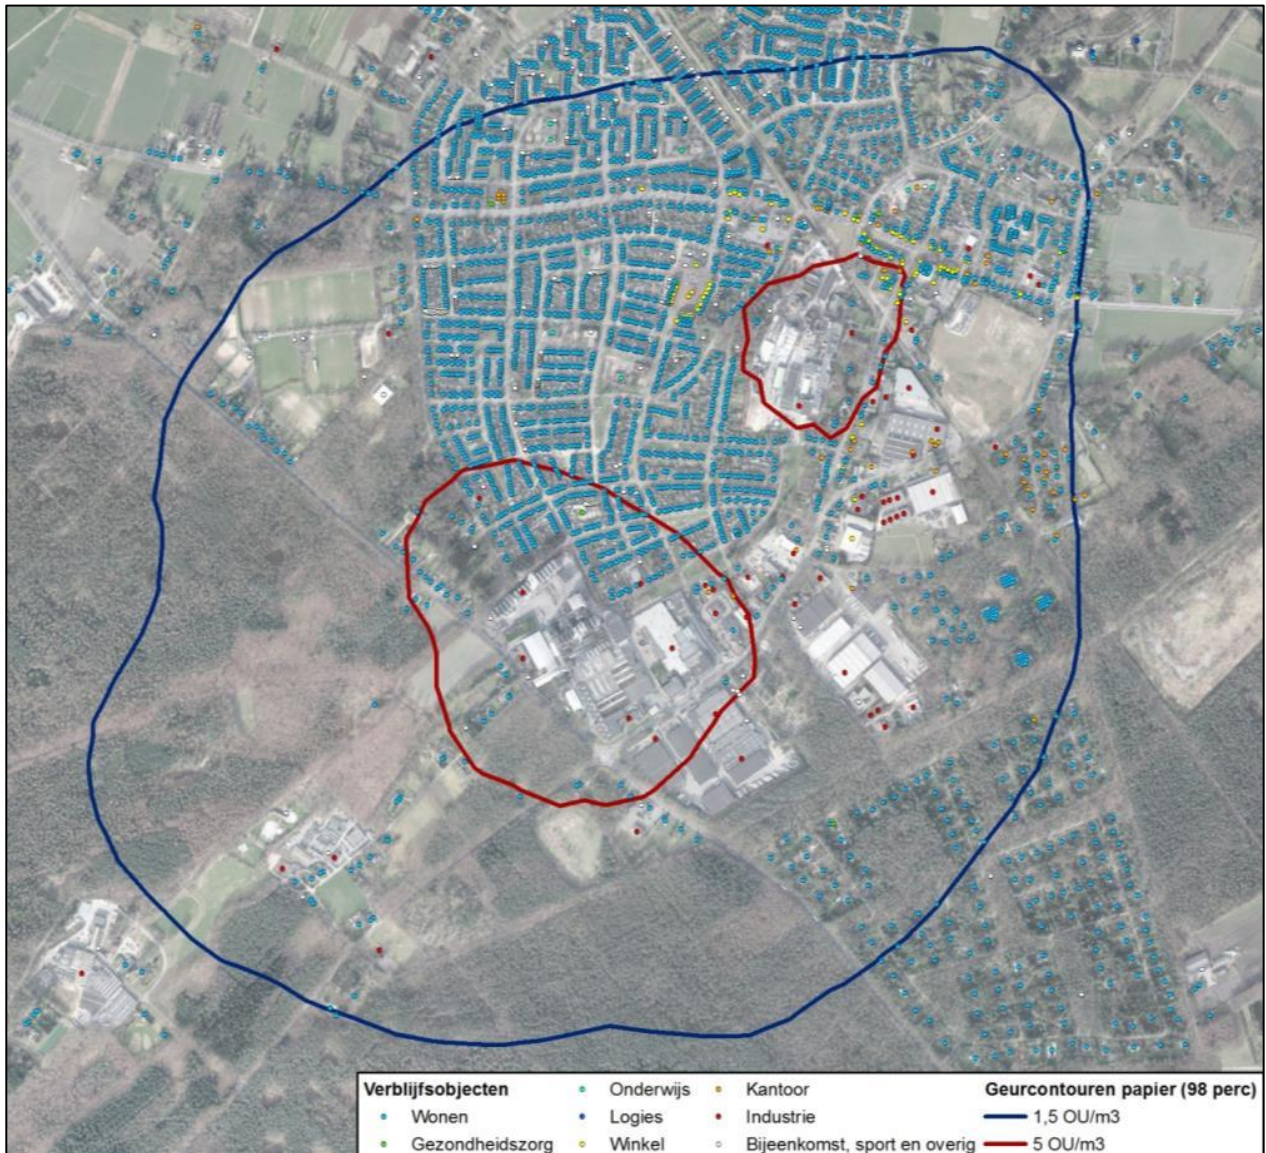 Verblijfsobjecten
Wonen
Gezondheidszorg
Onderwijs
Logies
Winkel
Kantoor
Industrie
Bijeenkomst, sport en overig
Geurcontouren papier (98 perc)
1,5 OU/m3
5 OU/m3